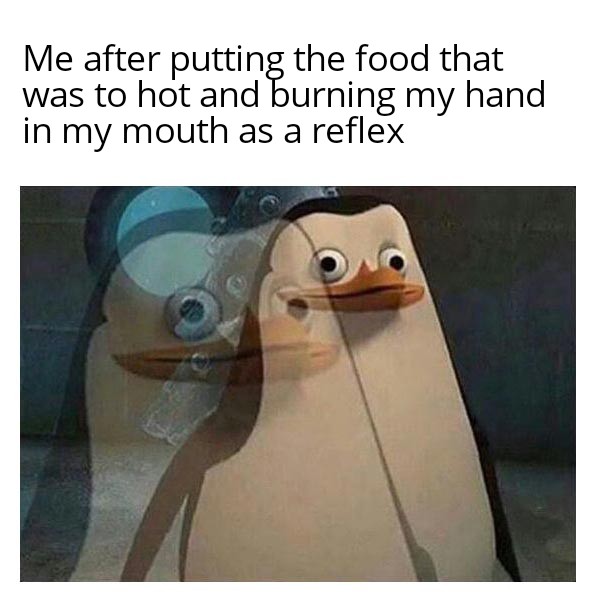 Me after putting the food that
was to hot and burning my hand
in my mouth as a reflex